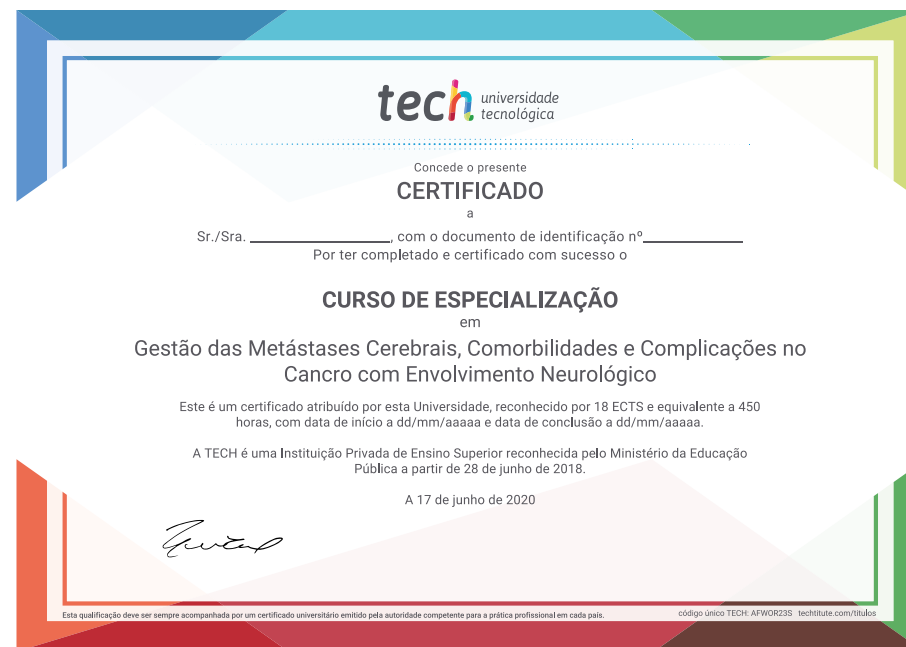 tech universidade
tecnológica
Concede o presente
CERTIFICADO
a
Sr./Sra. ____________________, com o documento de identificação nº______________
Por ter completado e certificado com sucesso o
CURSO DE ESPECIALIZAÇÃO
em
Gestão das Metástases Cerebrais, Comorbilidades e Complicações no
Cancro com Envolvimento Neurológico
Este é um certificado atribuído por esta Universidade, reconhecido por 18 ECTS e equivalente a 450
horas, com data de início a dd/mm/aaaaa e data de conclusão a dd/mm/aaaaa.
A TECH é uma Instituição Privada de Ensino Superior reconhecida pelo Ministério da Educação
Pública a partir de 28 de junho de 2018.
A 17 de junho de 2020
Esta qualificação deve ser sempre acompanhada por um certificado universitário emitido pela autoridade competente para a prática profissional em cada país.
código único TECH: AFWOR23S techtitute.com/titulos